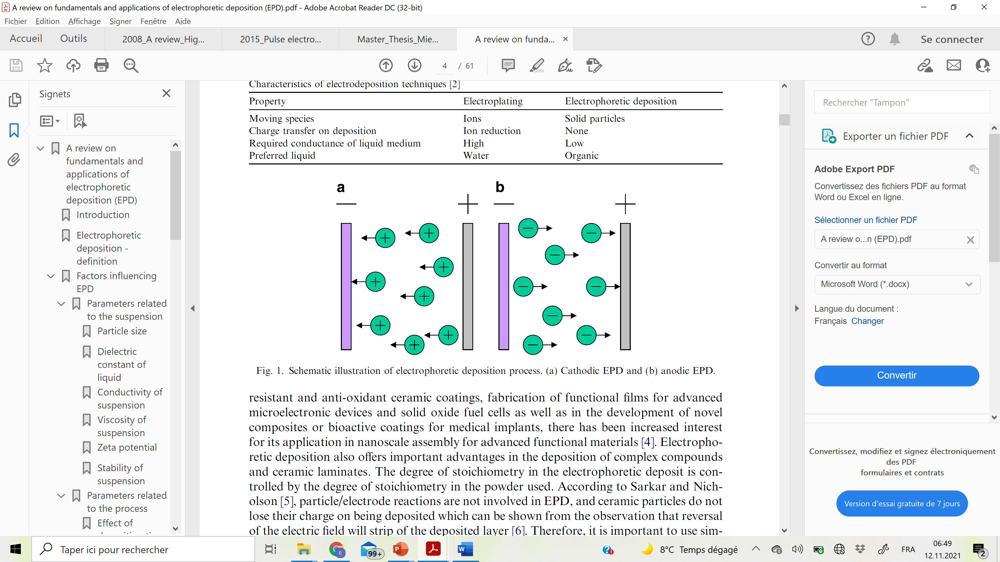 A review on fundamentals and applications of electrophoretic deposition (EPD).pdf - Adobe Acrobat Reader DC (32-bit)
Fichier Edition Affichage Signer Fenêtre Aide
Accueil Outils 2008_A review_Hig... 2015_Pulse electro... Master_Thesis_Mie... A review on funda... × Se connecter
4 / 61
Signets
A review on
fundamentals and
applications of
electrophoretic
deposition (EPD)
Introduction
Electrophoretic
deposition -
definition
Factors influencing
EPD
Parameters related
to the suspension
Particle size
Dielectric
constant of
liquid
Conductivity of
suspension
Viscosity of
suspension
Zeta potential
Stability of
suspension
Parameters related
to the process
Effect of
Characteristics of electrodeposition techniques [2]
Property Electroplating Electrophoretic deposition
Moving species Ions Solid particles
Charge transfer on deposition Ion reduction None
Required conductance of liquid medium High Low
Preferred liquid Water Organic
a b
— + — +
Fig. 1. Schematic illustration of electrophoretic deposition process. (a) Cathodic EPD and (b) anodic EPD.
resistant and anti-oxidant ceramic coatings, fabrication of functional films for advanced
microelectronic devices and solid oxide fuel cells as well as in the development of novel
composites or bioactive coatings for medical implants, there has been increased interest
for its application in nanoscale assembly for advanced functional materials [4]. Electropho-
retic deposition also offers important advantages in the deposition of complex compounds
and ceramic laminates. The degree of stoichiometry in the electrophoretic deposit is con-
trolled by the degree of stoichiometry in the powder used. According to Sarkar and Nich-
olson [5], particle/electrode reactions are not involved in EPD, and ceramic particles do not
lose their charge on being deposited which can be shown from the observation that reversal
of the electric field will strip of the deposited layer [6]. Therefore, it is important to use sim-
Rechercher "Tampon"
Exporter un fichier PDF
Adobe Export PDF
Convertissez des fichiers PDF au format
Word ou Excel en ligne.
Sélectionner un fichier PDF
A review o...n (EPD).pdf
Convertir au format
Microsoft Word (*.docx)
Langue du document :
Français Changer
Convertir
Convertissez, modifiez et signez électroniquement
des PDF
formulaires et contrats
Version d'essai gratuite de 7 jours
Taper ici pour rechercher
99+
8°C Temps dégagé
FRA
06:49
12.11.2021
2